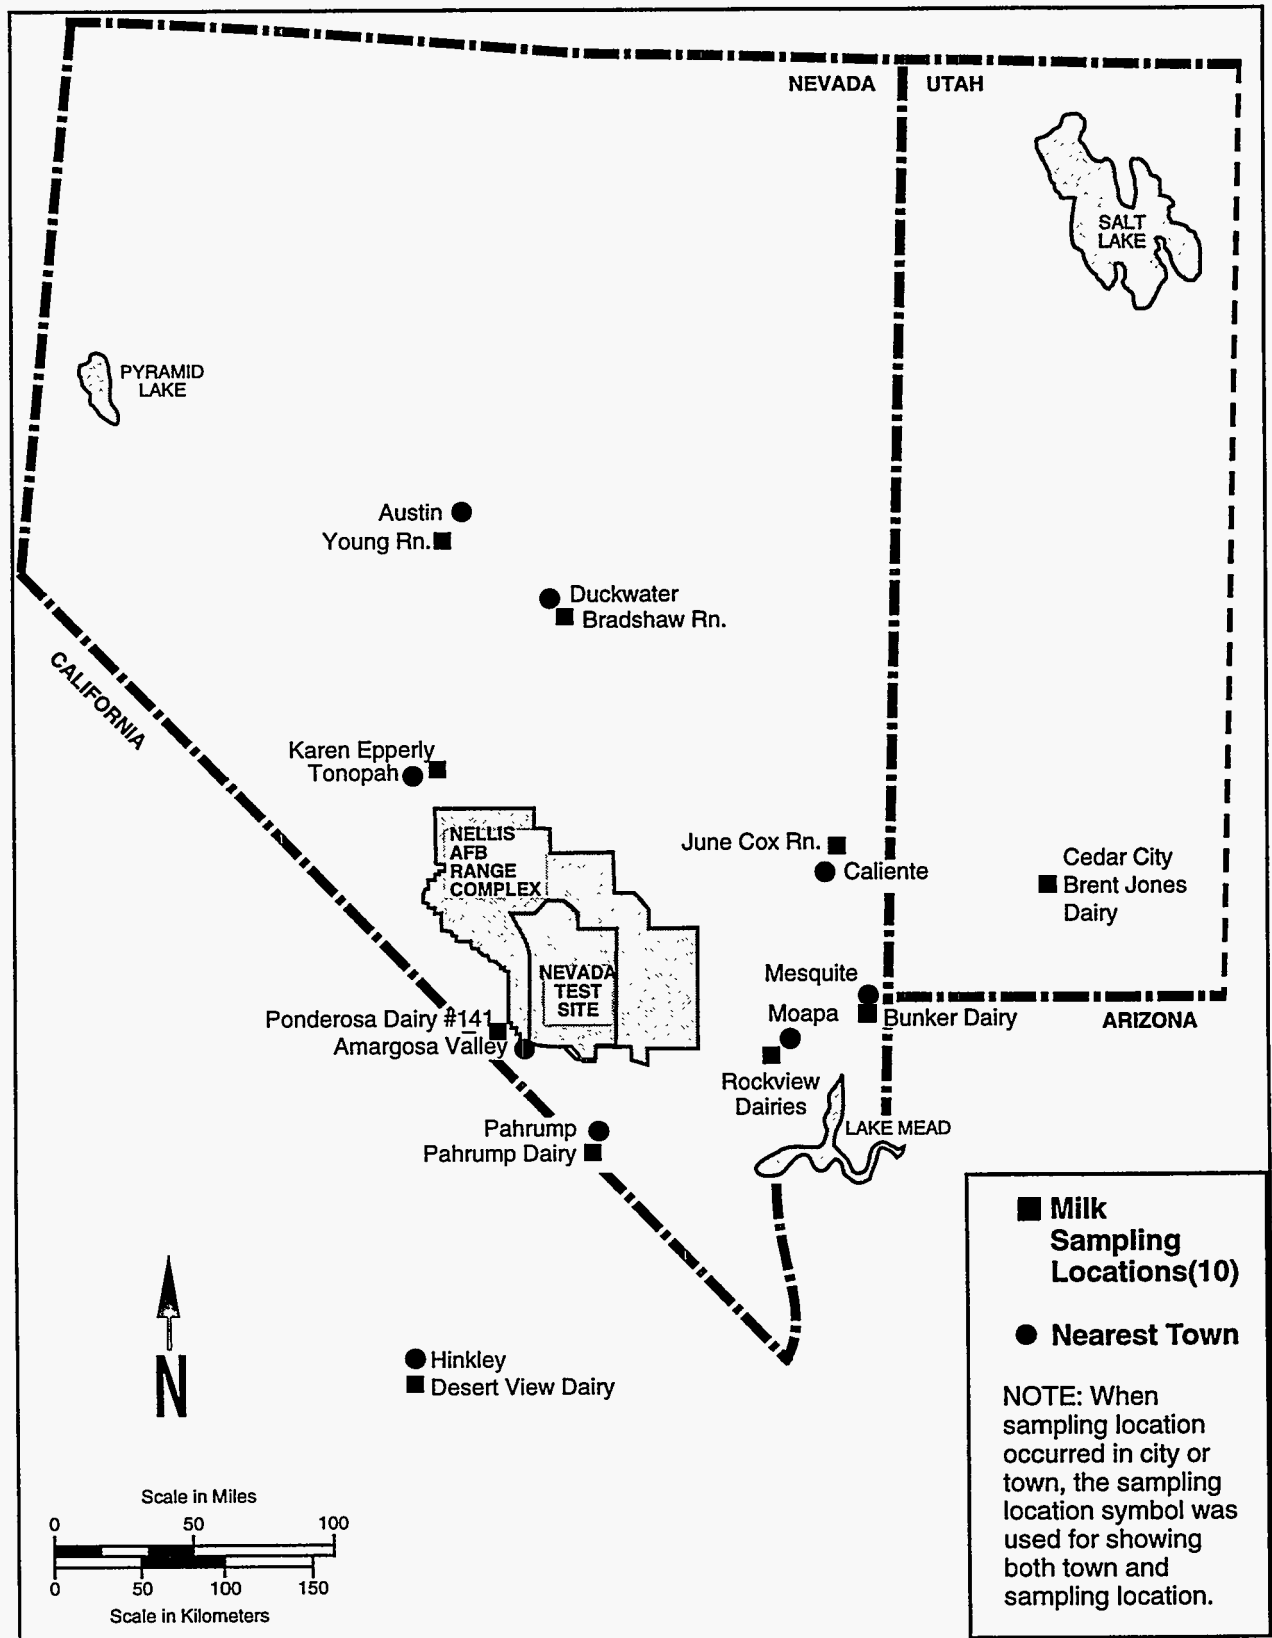 NEVADA
UTAH
SALT
LAKE
PYRAMID
LAKE
Austin
Young Rn.
Duckwater
Bradshaw Rn.
CALIFORNIA
Karen Epperly
Tonopah
NELLIS
AFB
RANGE
COMPLEX
June Cox Rn.
Caliente
Cedar City
Brent Jones
Dairy
NEVADA
TEST
SITE
Mesquite
Moapa
Bunker Dairy
ARIZONA
Ponderosa Dairy #141
Amargosa Valley
Rockview
Dairies
LAKE MEAD
Pahrump
Pahrump Dairy
Milk
Sampling
Locations(10)
Nearest Town
NOTE: When
sampling location
occurred in city or
town, the sampling
location symbol was
used for showing
both town and
sampling location.
N
Hinkley
Desert View Dairy
Scale in Miles
0 50 100
0 50 100 150
Scale in Kilometers